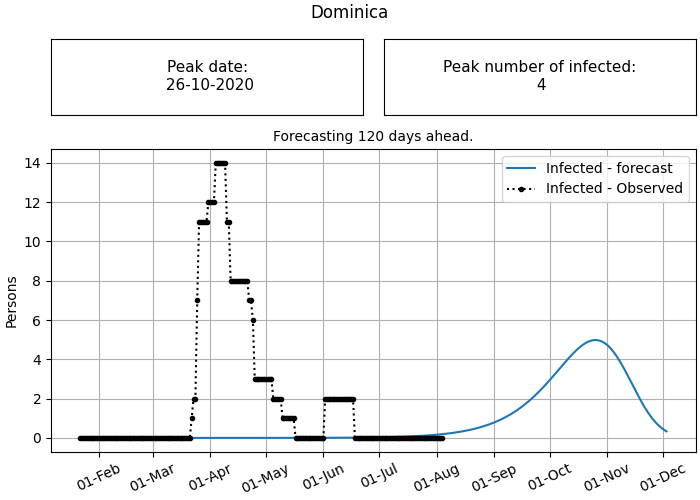 Dominica
Peak date:
26-10-2020
Peak number of infected:
4
Forecasting 120 days ahead.
Infected - forecast
Infected - Observed
Persons
14
12
10
8
6
4
2
0
01-Feb
01-Mar
01-Apr
01-May
01-Jun
01-Jul
01-Aug
01-Sep
01-Oct
01-Nov
01-Dec